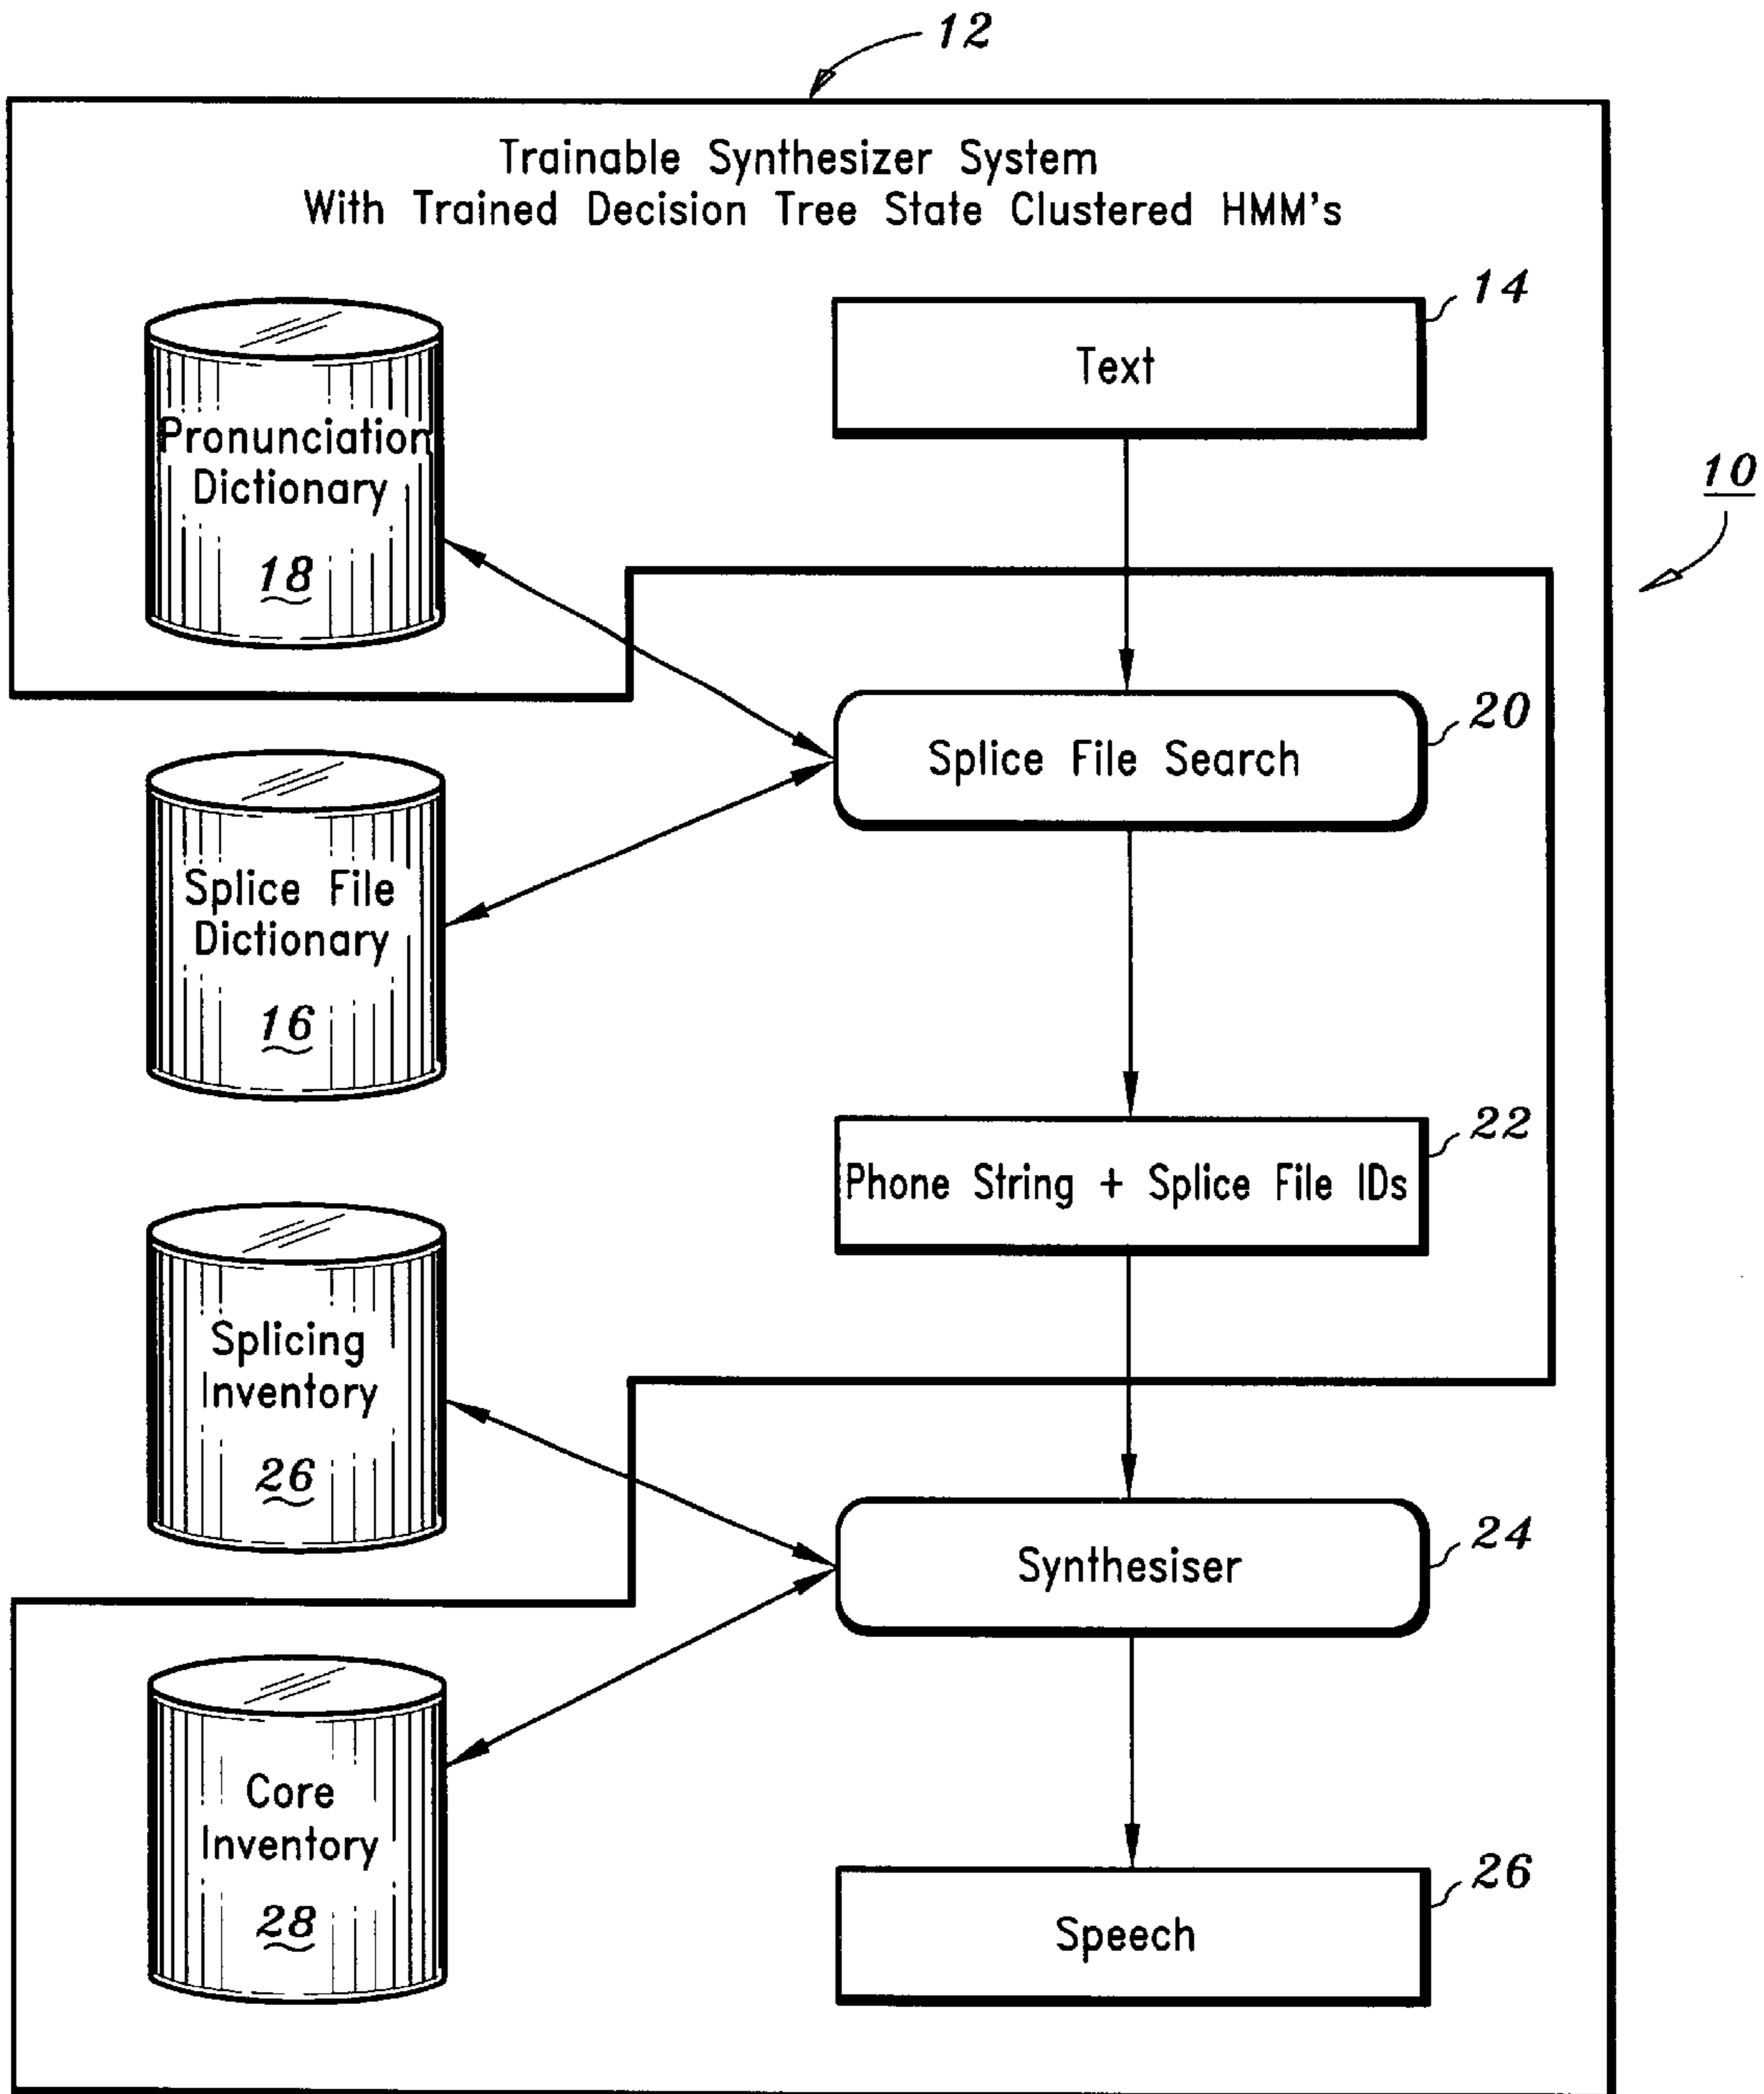 12
Trainable Synthesizer System
With Trained Decision Tree State Clustered HMM's
14
Text
Pronunciation
Dictionary
18
10
20
Splice File Search
Splice File
Dictionary
16
22
Phone String + Splice File IDs
Splicing
Inventory
26
24
Synthesiser
Core
Inventory
28
26
Speech